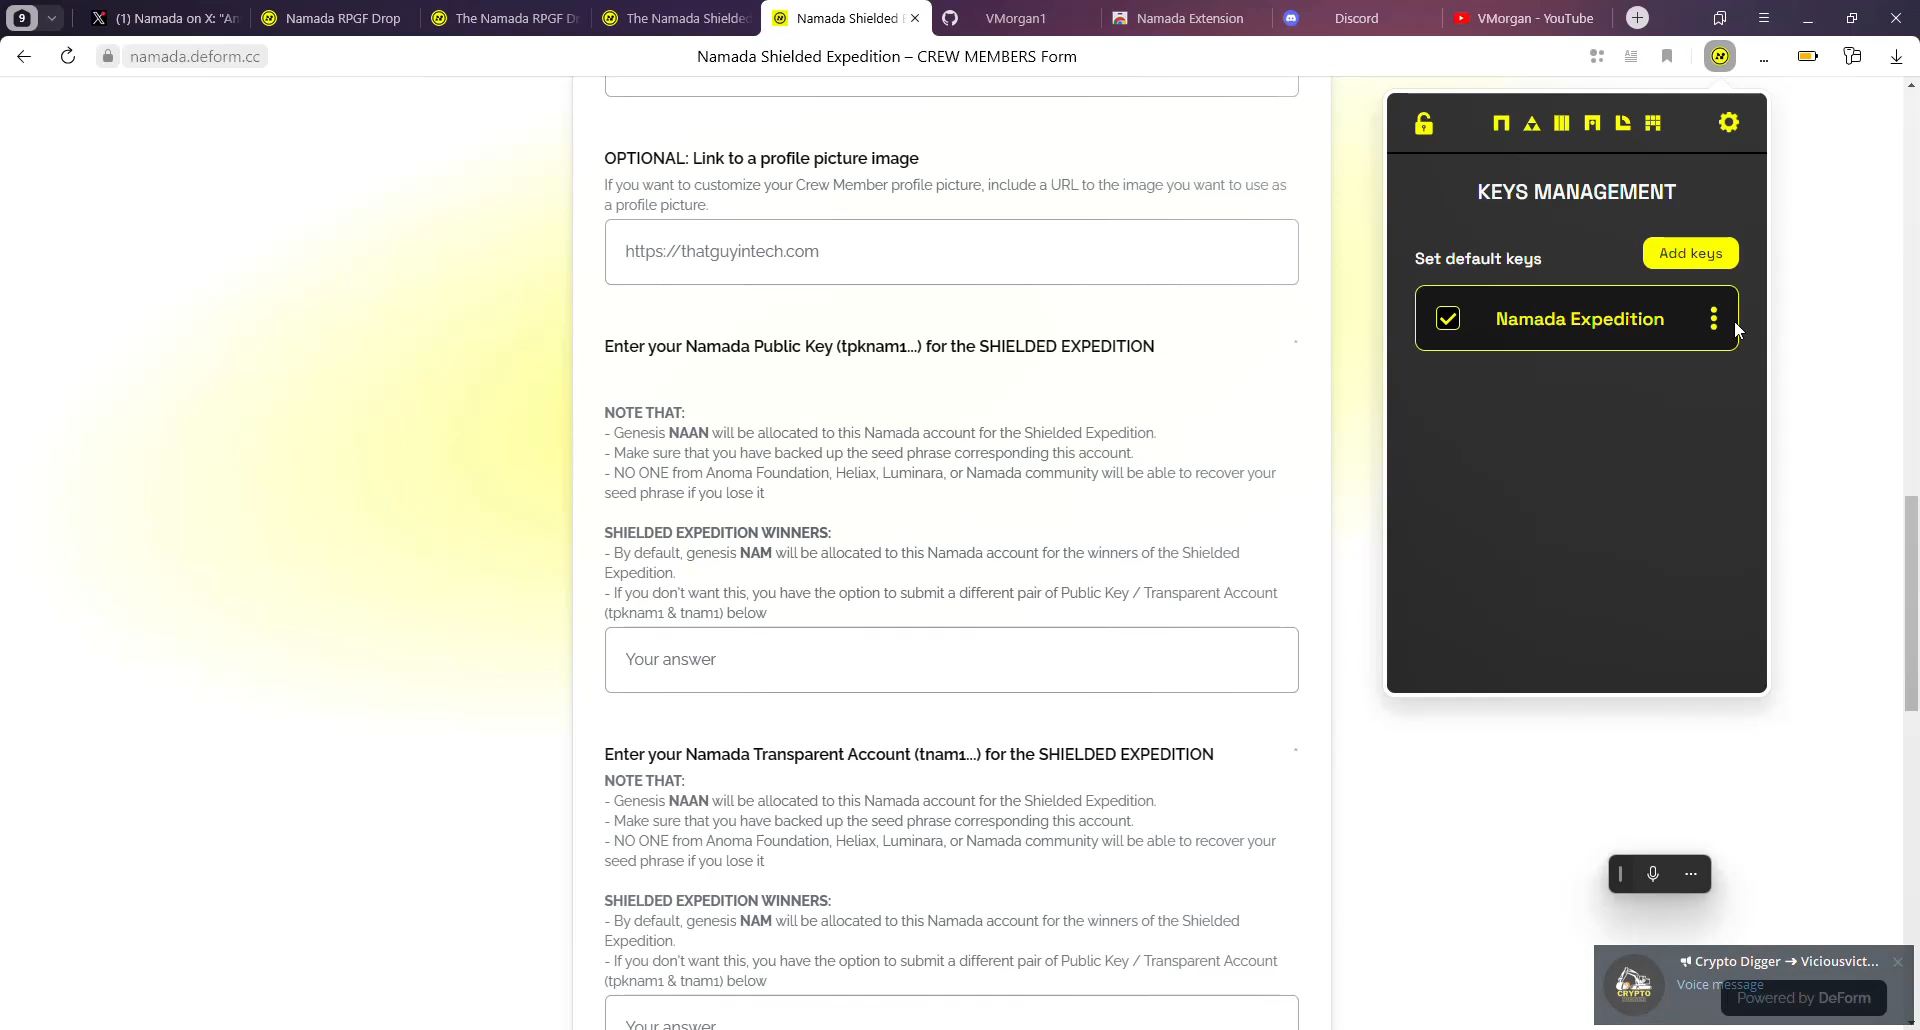 9
(1) Namada on X: "Am
Namada RPGF Drop
The Namada RPGF Dr
The Namada Shielded
Namada Shielded E
VMorgan1
Namada Extension
Discord
VMorgan - YouTube
namada.deform.cc
Namada Shielded Expedition – CREW MEMBERS Form
OPTIONAL: Link to a profile picture image
If you want to customize your Crew Member profile picture, include a URL to the image you want to use as
a profile picture.
https://thatguyintech.com
Enter your Namada Public Key (tpknam1...) for the SHIELDED EXPEDITION
*
NOTE THAT:
- Genesis NAAN will be allocated to this Namada account for the Shielded Expedition.
- Make sure that you have backed up the seed phrase corresponding this account.
- NO ONE from Anoma Foundation, Heliax, Luminara, or Namada community will be able to recover your
seed phrase if you lose it
SHIELDED EXPEDITION WINNERS:
- By default, genesis NAM will be allocated to this Namada account for the winners of the Shielded
Expedition.
- If you don't want this, you have the option to submit a different pair of Public Key / Transparent Account
(tpknam1 & tnam1) below
Your answer
Enter your Namada Transparent Account (tnam1...) for the SHIELDED EXPEDITION
*
NOTE THAT:
- Genesis NAAN will be allocated to this Namada account for the Shielded Expedition.
- Make sure that you have backed up the seed phrase corresponding this account.
- NO ONE from Anoma Foundation, Heliax, Luminara, or Namada community will be able to recover your
seed phrase if you lose it
SHIELDED EXPEDITION WINNERS:
- By default, genesis NAM will be allocated to this Namada account for the winners of the Shielded
Expedition.
- If you don't want this, you have the option to submit a different pair of Public Key / Transparent Account
(tpknam1 & tnam1) below
Your answer
KEYS MANAGEMENT
Set default keys
Add keys
Namada Expedition
Crypto Digger → Viciousvict...
Voice message
CRYPTO
Powered by DeForm